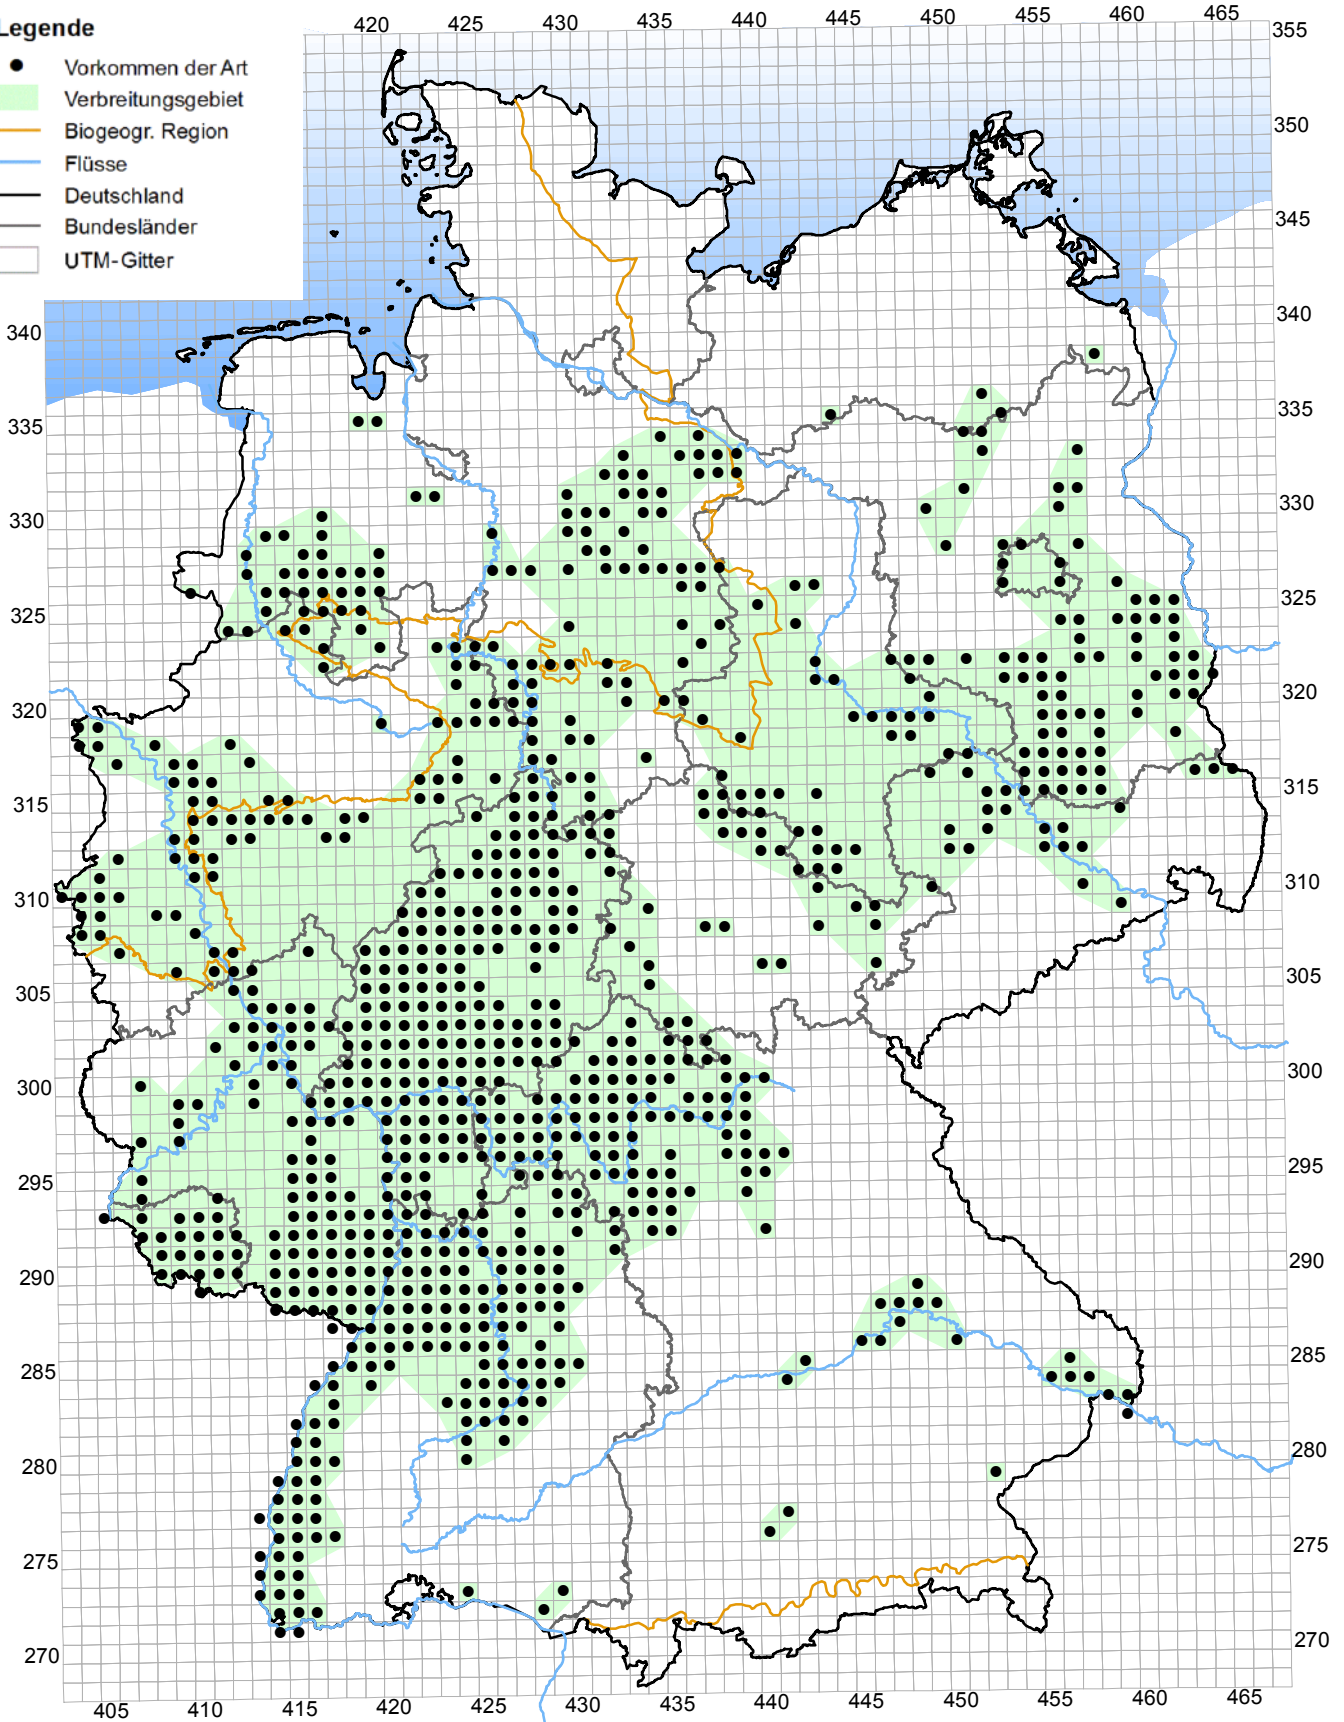 Legende
Vorkommen der Art
Verbreitungsgebiet
Biogeogr. Region
Flüsse
Deutschland
Bundesländer
UTM-Gitter
420 425 430 435 440 445 450 455 460 465
355
350
345
340 340
335 335
330 330
325 325
320 320
315 315
310 310
305 305
300 300
295 295
290 290
285 285
280 280
275 275
270 270
405 410 415 420 425 430 435 440 445 450 455 460 465